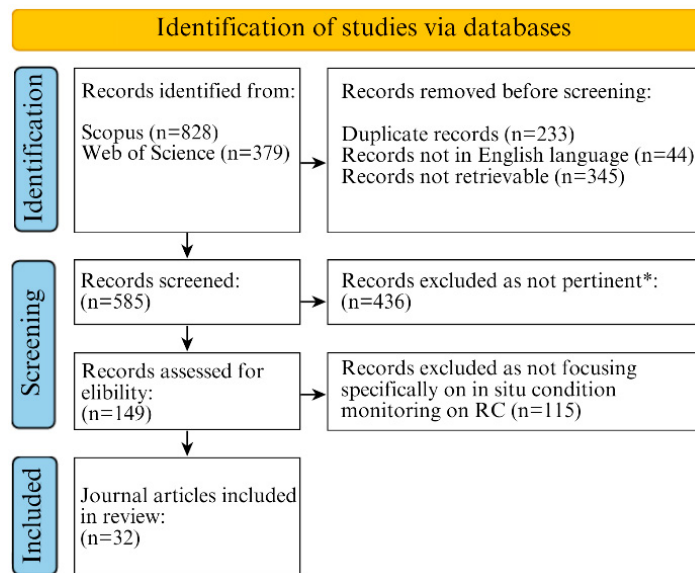 Identification of studies via databases
Identification
Records identified from:
Scopus (n=828)
Web of Science (n=379)
Records removed before screening:
Duplicate records (n=233)
Records not in English language (n=44)
Records not retrievable (n=345)
Screening
Records screened:
(n=585)
Records excluded as not pertinent*:
(n=436)
Records assessed for
elibility:
(n=149)
Records excluded as not focusing
specifically on in situ condition
monitoring on RC (n=115)
Included
Journal articles included
in review:
(n=32)